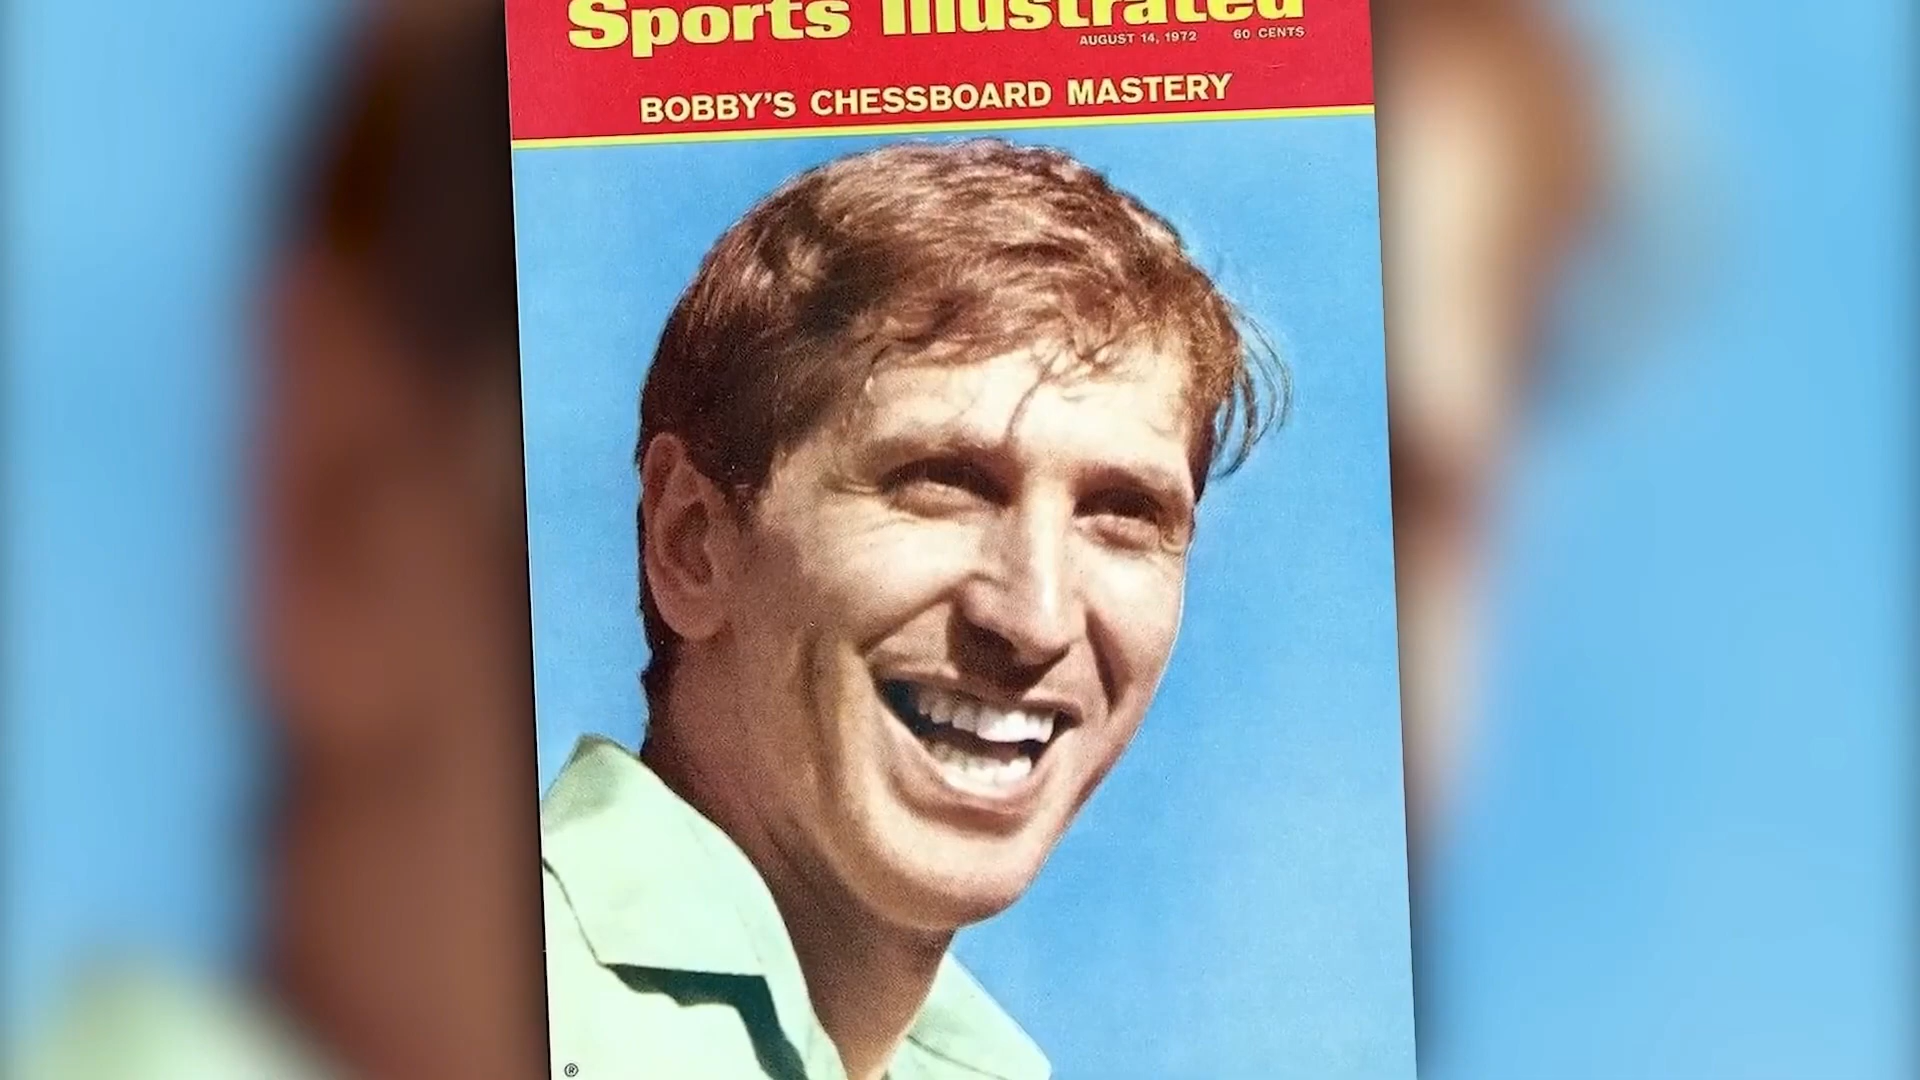 Sports Illustrated
AUGUST 14, 1972 60 CENTS
BOBBY'S CHESSBOARD MASTERY
®